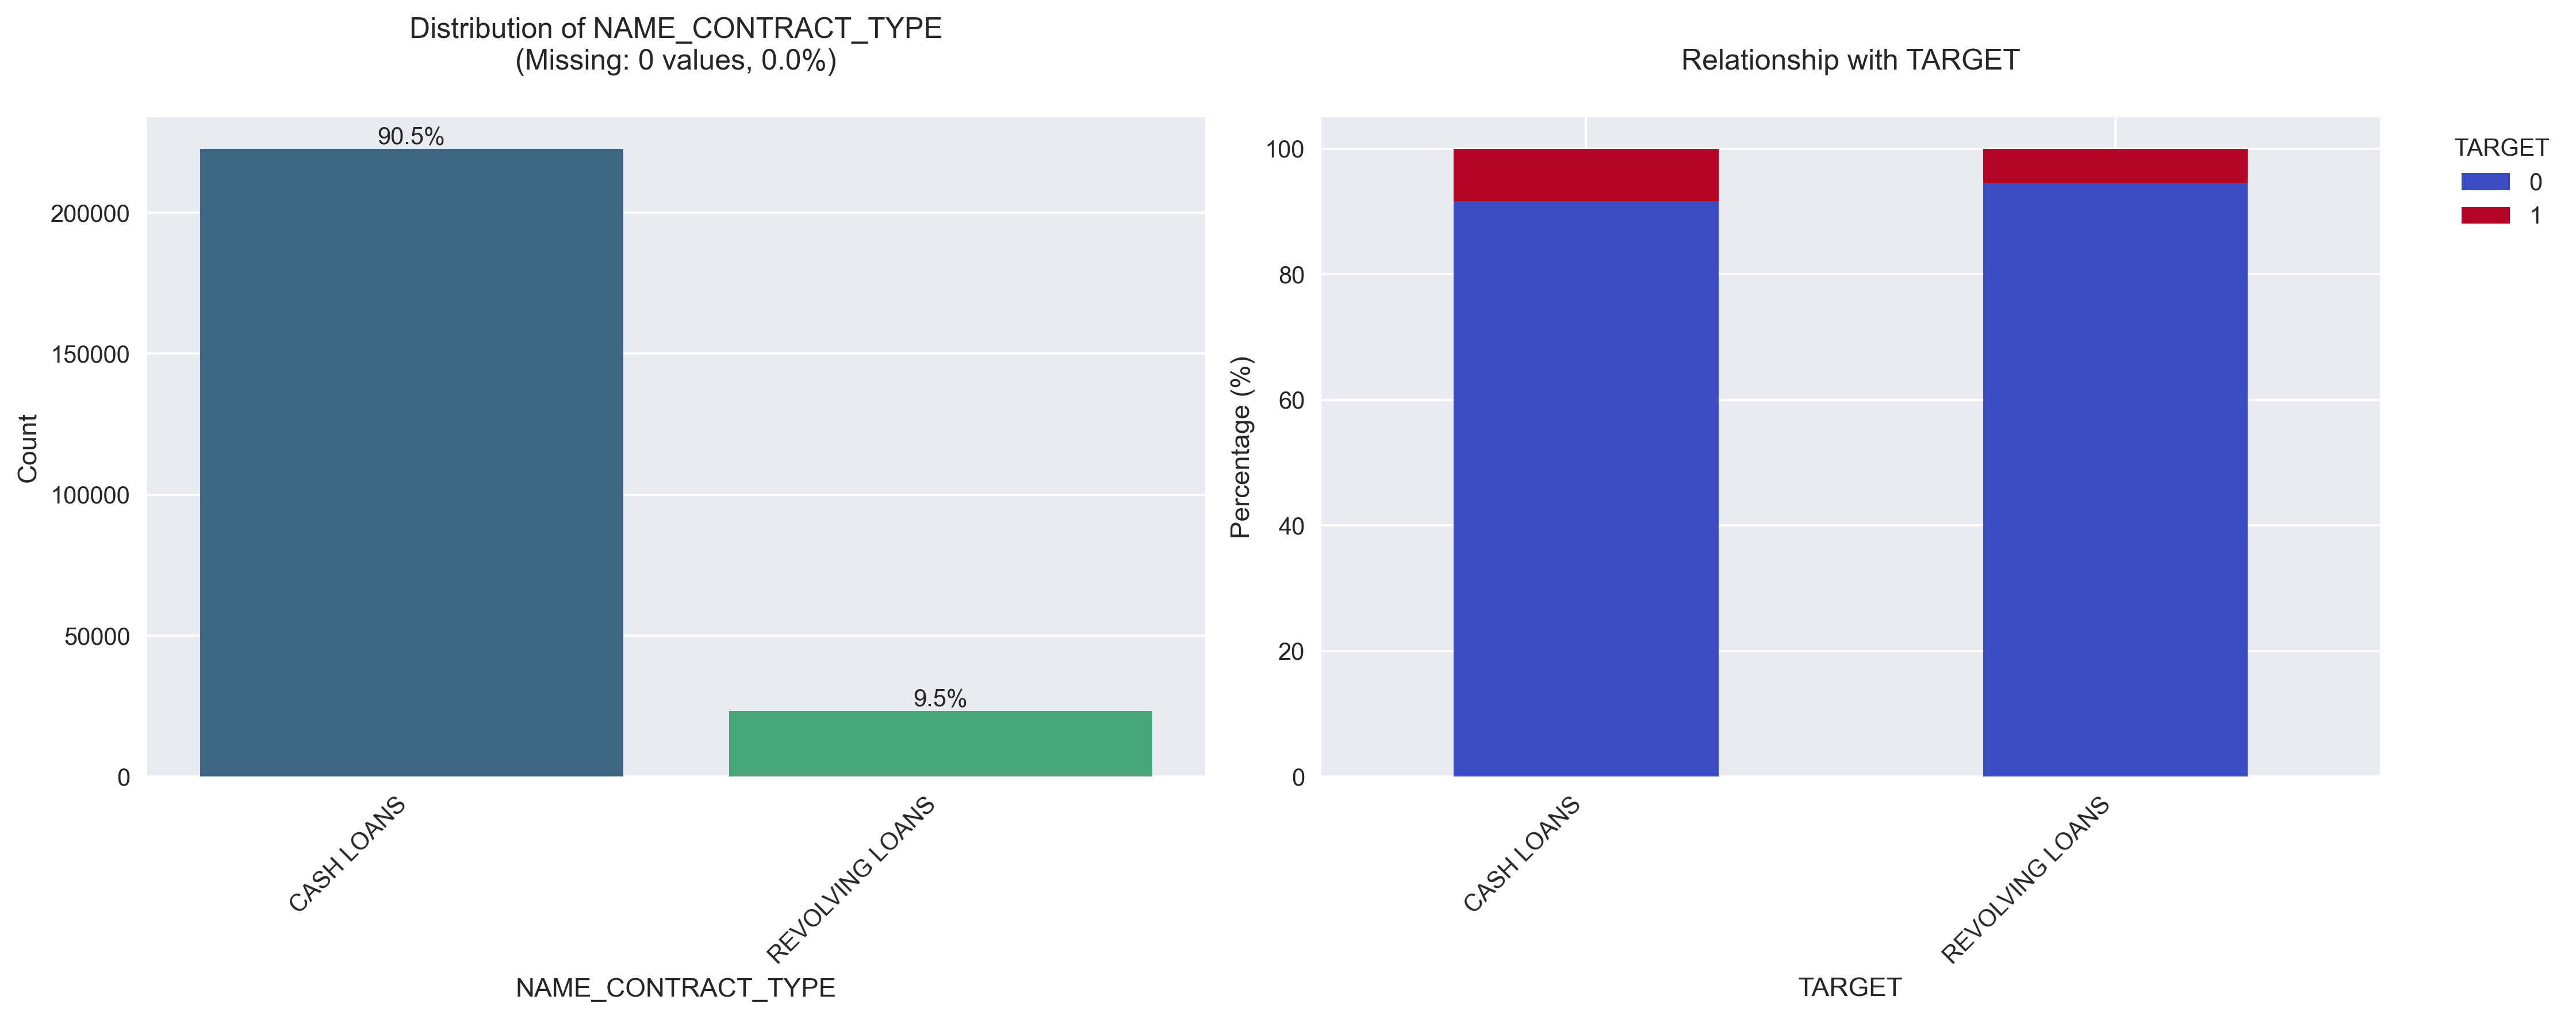 Distribution of NAME_CONTRACT_TYPE
(Missing: 0 values, 0.0%)
90.5%
9.5%
200000
150000
100000
50000
0
Count
CASH LOANS
REVOLVING LOANS
NAME_CONTRACT_TYPE
Relationship with TARGET
100
80
60
40
20
0
Percentage (%)
CASH LOANS
REVOLVING LOANS
TARGET
TARGET
0
1